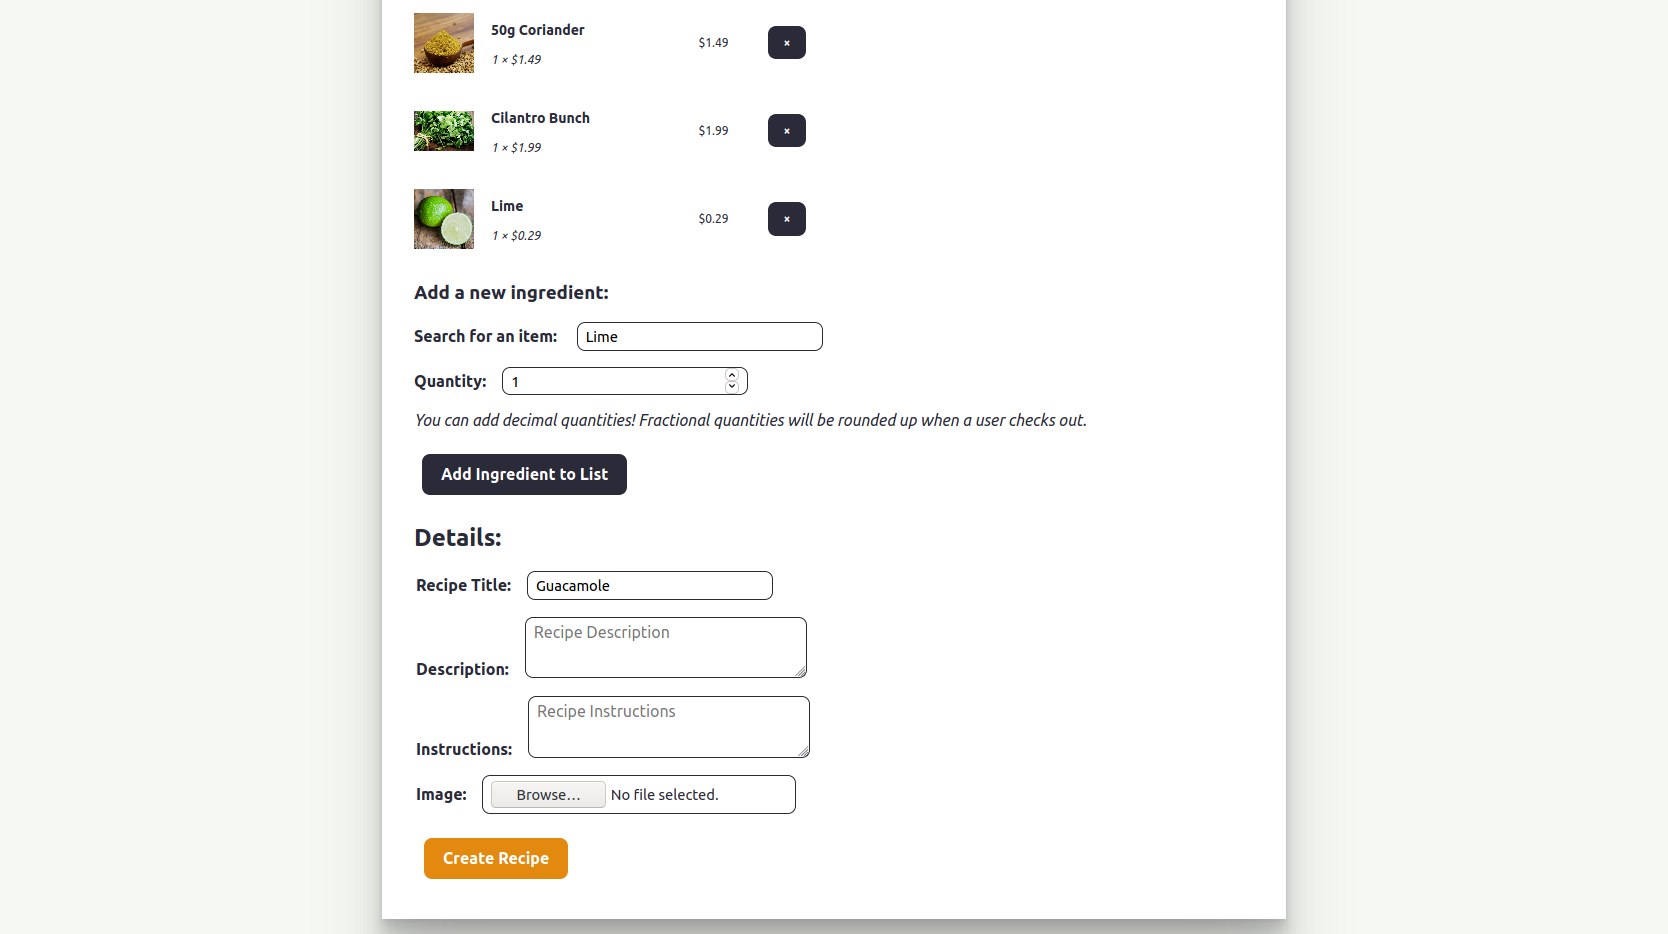 50g Coriander
1 × $1.49
$1.49
×
Cilantro Bunch
1 × $1.99
$1.99
×
Lime
1 × $0.29
$0.29
×
Add a new ingredient:
Search for an item: Lime
Quantity: 1
You can add decimal quantities! Fractional quantities will be rounded up when a user checks out.
Add Ingredient to List
Details:
Recipe Title: Guacamole
Description: Recipe Description
Instructions: Recipe Instructions
Image: Browse... No file selected.
Create Recipe